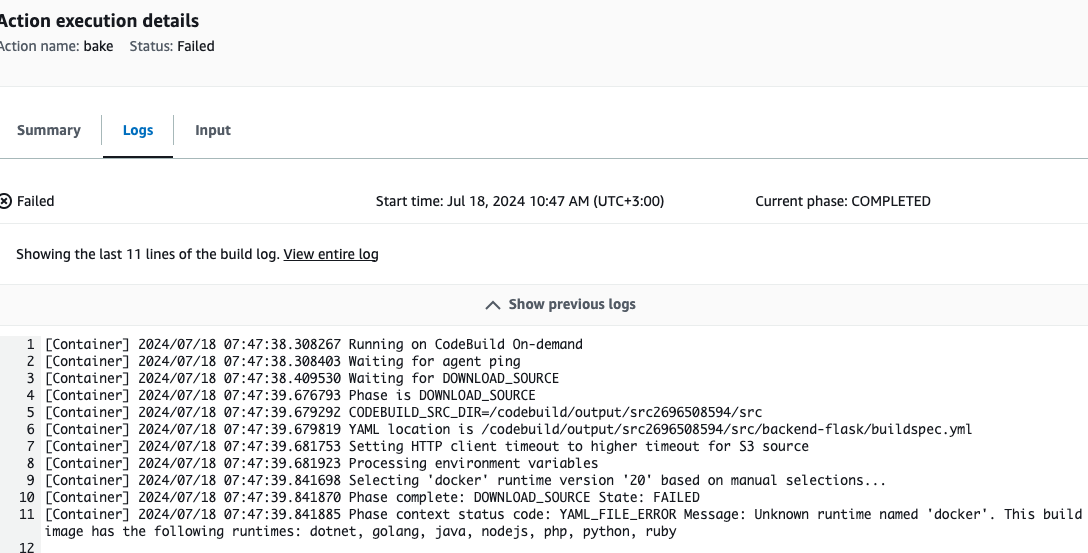 Action execution details
Action name: bake Status: Failed
Summary Logs Input
Failed Start time: Jul 18, 2024 10:47 AM (UTC+3:00) Current phase: COMPLETED
Showing the last 11 lines of the build log. View entire log
Show previous logs
1 [Container] 2024/07/18 07:47:38.308267 Running on CodeBuild On-demand
2 [Container] 2024/07/18 07:47:38.308403 Waiting for agent ping
3 [Container] 2024/07/18 07:47:38.409530 Waiting for DOWNLOAD_SOURCE
4 [Container] 2024/07/18 07:47:39.676793 Phase is DOWNLOAD_SOURCE
5 [Container] 2024/07/18 07:47:39.679292 CODEBUILD_SRC_DIR=/codebuild/output/src2696508594/src
6 [Container] 2024/07/18 07:47:39.679819 YAML location is /codebuild/output/src2696508594/src/backend-flask/buildspec.yml
7 [Container] 2024/07/18 07:47:39.681753 Setting HTTP client timeout to higher timeout for S3 source
8 [Container] 2024/07/18 07:47:39.681923 Processing environment variables
9 [Container] 2024/07/18 07:47:39.841698 Selecting 'docker' runtime version '20' based on manual selections...
10 [Container] 2024/07/18 07:47:39.841870 Phase complete: DOWNLOAD_SOURCE State: FAILED
11 [Container] 2024/07/18 07:47:39.841885 Phase context status code: YAML_FILE_ERROR Message: Unknown runtime named 'docker'. This build
image has the following runtimes: dotnet, golang, java, nodejs, php, python, ruby
12